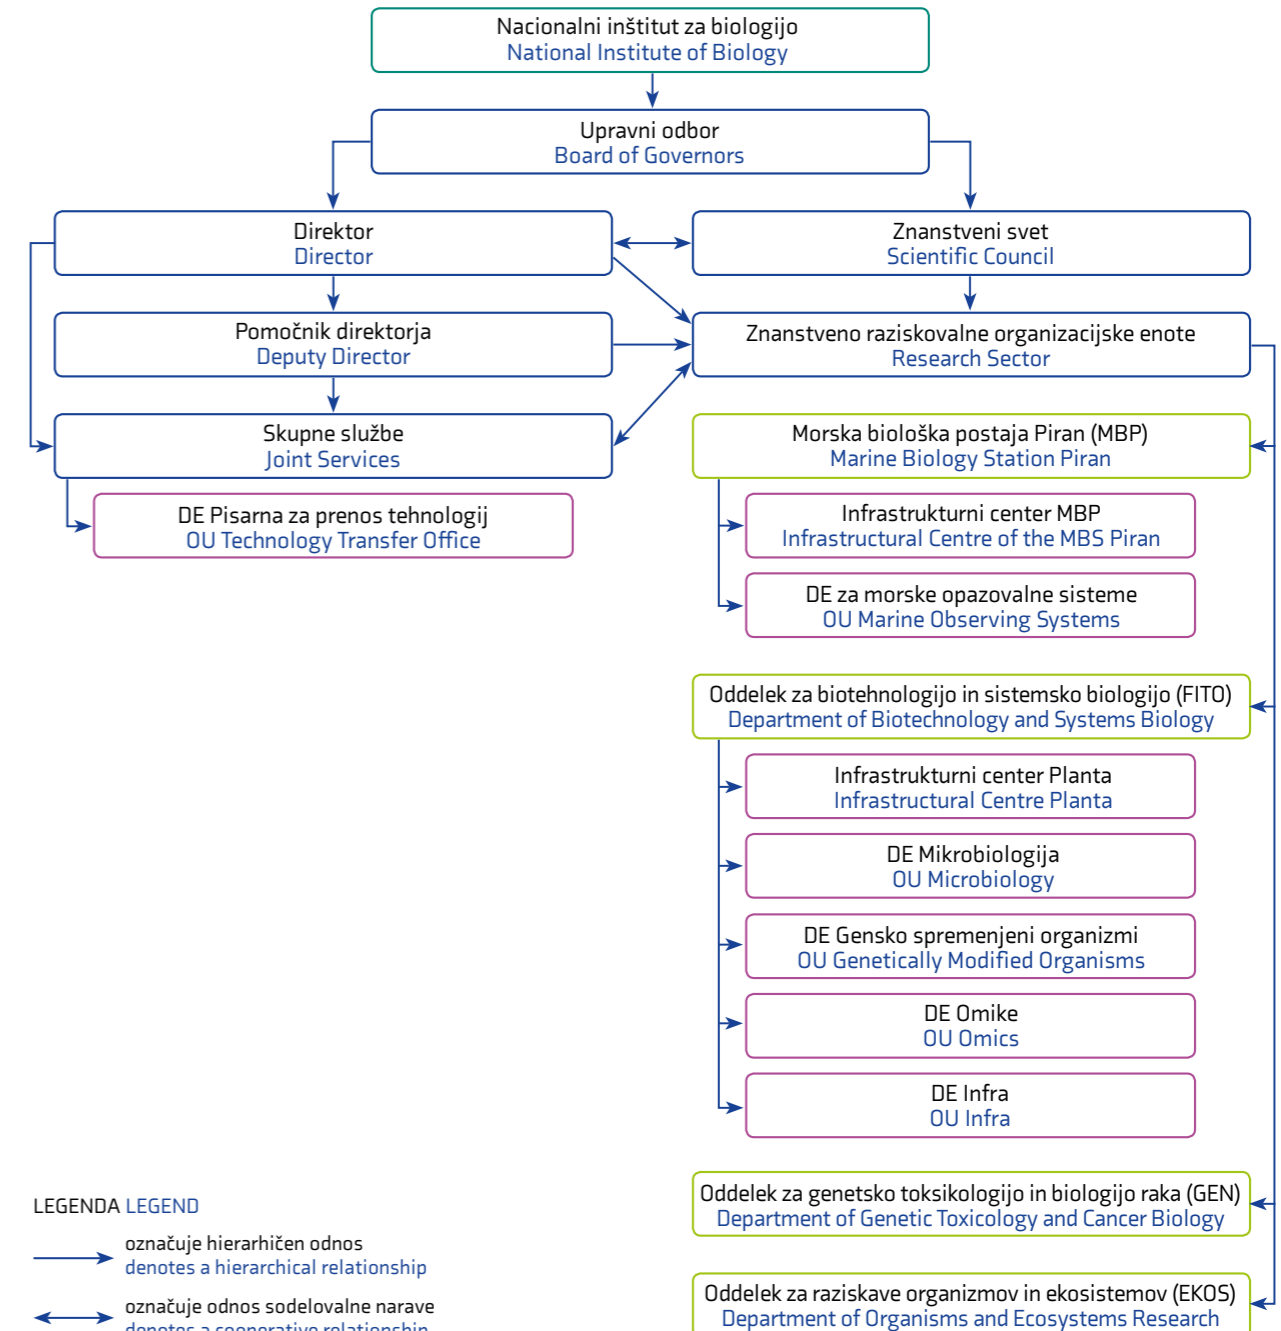 Nacionalni inštitut za biologijo
National Institute of Biology
Upravni odbor
Board of Governors
Direktor
Director
Znanstveni svet
Scientific Council
Pomočnik direktorja
Deputy Director
Znanstveno raziskovalne organizacijske enote
Research Sector
Skupne službe
Joint Services
DE Pisarna za prenos tehnologij
OU Technology Transfer Office
Morska biološka postaja Piran (MBP)
Marine Biology Station Piran
Infrastrukturni center MBP
Infrastructural Centre of the MBS Piran
DE za morske opazovalne sisteme
OU Marine Observing Systems
Oddelek za biotehnologijo in sistemsko biologijo (FITO)
Department of Biotechnology and Systems Biology
Infrastrukturni center Planta
Infrastructural Centre Planta
DE Mikrobiologija
OU Microbiology
DE Gensko spremenjeni organizmi
OU Genetically Modified Organisms
DE Omike
OU Omics
DE Infra
OU Infra
Oddelek za genetsko toksikologijo in biologijo raka (GEN)
Department of Genetic Toxicology and Cancer Biology
Oddelek za raziskave organizmov in ekosistemov (EKOS)
Department of Organisms and Ecosystems Research
LEGENDA LEGEND
označuje hierarhičen odnos
denotes a hierarchical relationship
označuje odnos sodelovalne narave
denotes a cooperative relationship